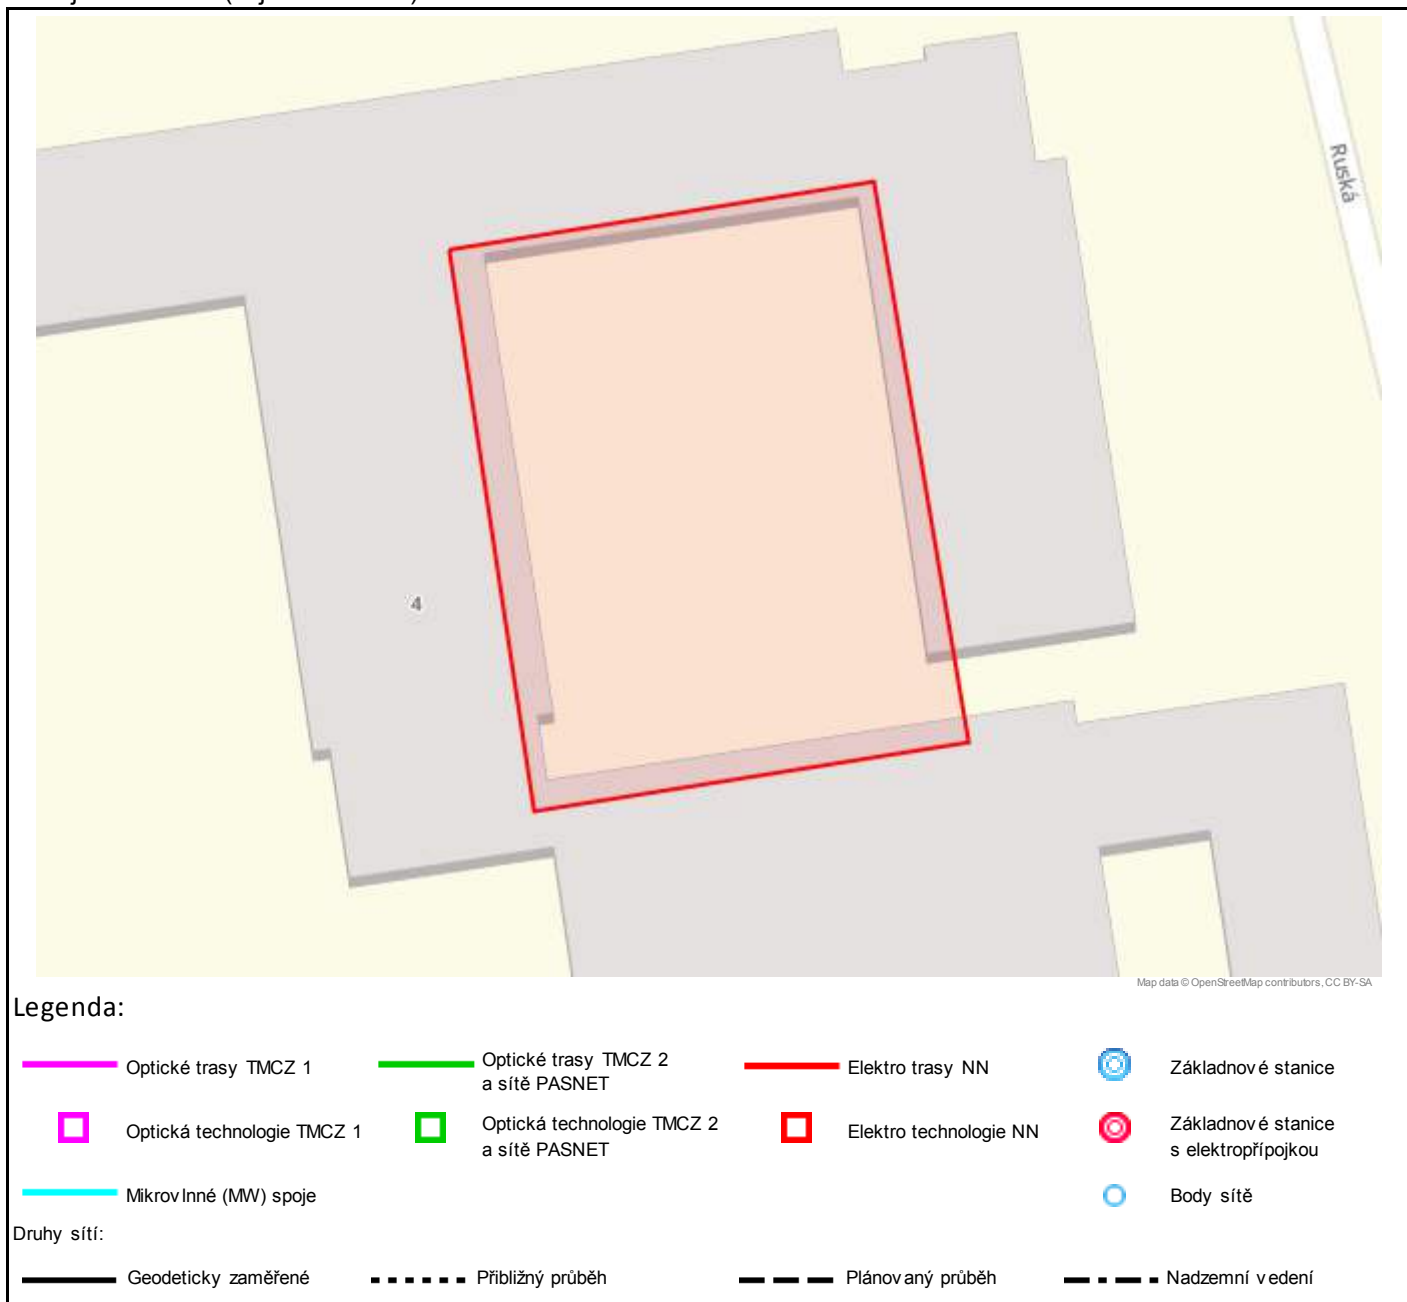 Ruská
4
Map data © OpenStreetMap contributors, CC BY-SA
Legenda:
Optické trasy TMCZ 1
Optické trasy TMCZ 2
a sítě PASNET
Elektro trasy NN
Základnové stanice
Optická technologie TMCZ 1
Optická technologie TMCZ 2
a sítě PASNET
Elektro technologie NN
Základnové stanice
s elektropřípojkou
Mikrovlnné (MW) spoje
Body sítě
Druhy sítí:
Geodeticky zaměřené
Přibližný průběh
Plánovaný průběh
Nadzemní vedení